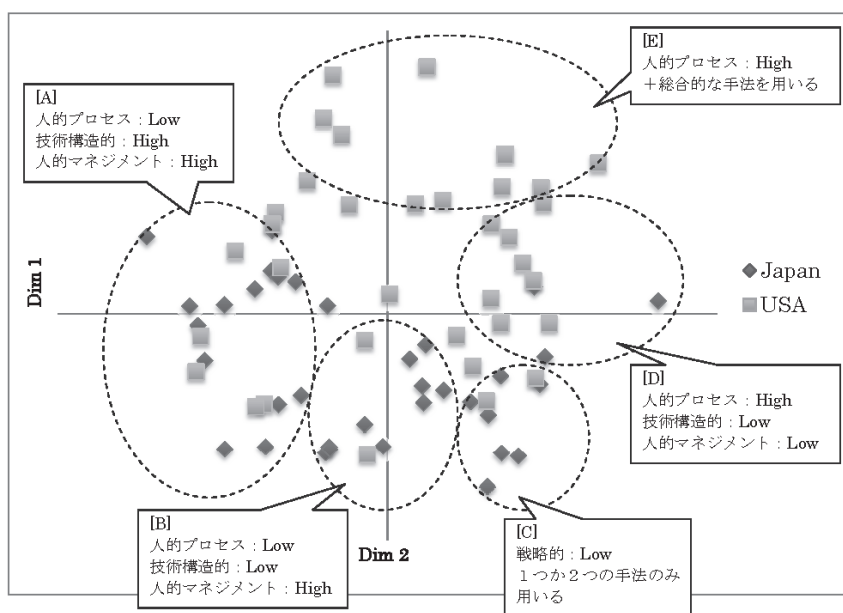 [E]
人的プロセス：High
＋総合的な手法を用いる
[A]
人的プロセス：Low
技術構造的：High
人的マネジメント：High
Dim 1
Japan
USA
[D]
人的プロセス：High
技術構造的：Low
人的マネジメント：Low
[B]
人的プロセス：Low
技術構造的：Low
人的マネジメント：High
Dim 2
[C]
戦略的：Low
１つか２つの手法のみ
用いる